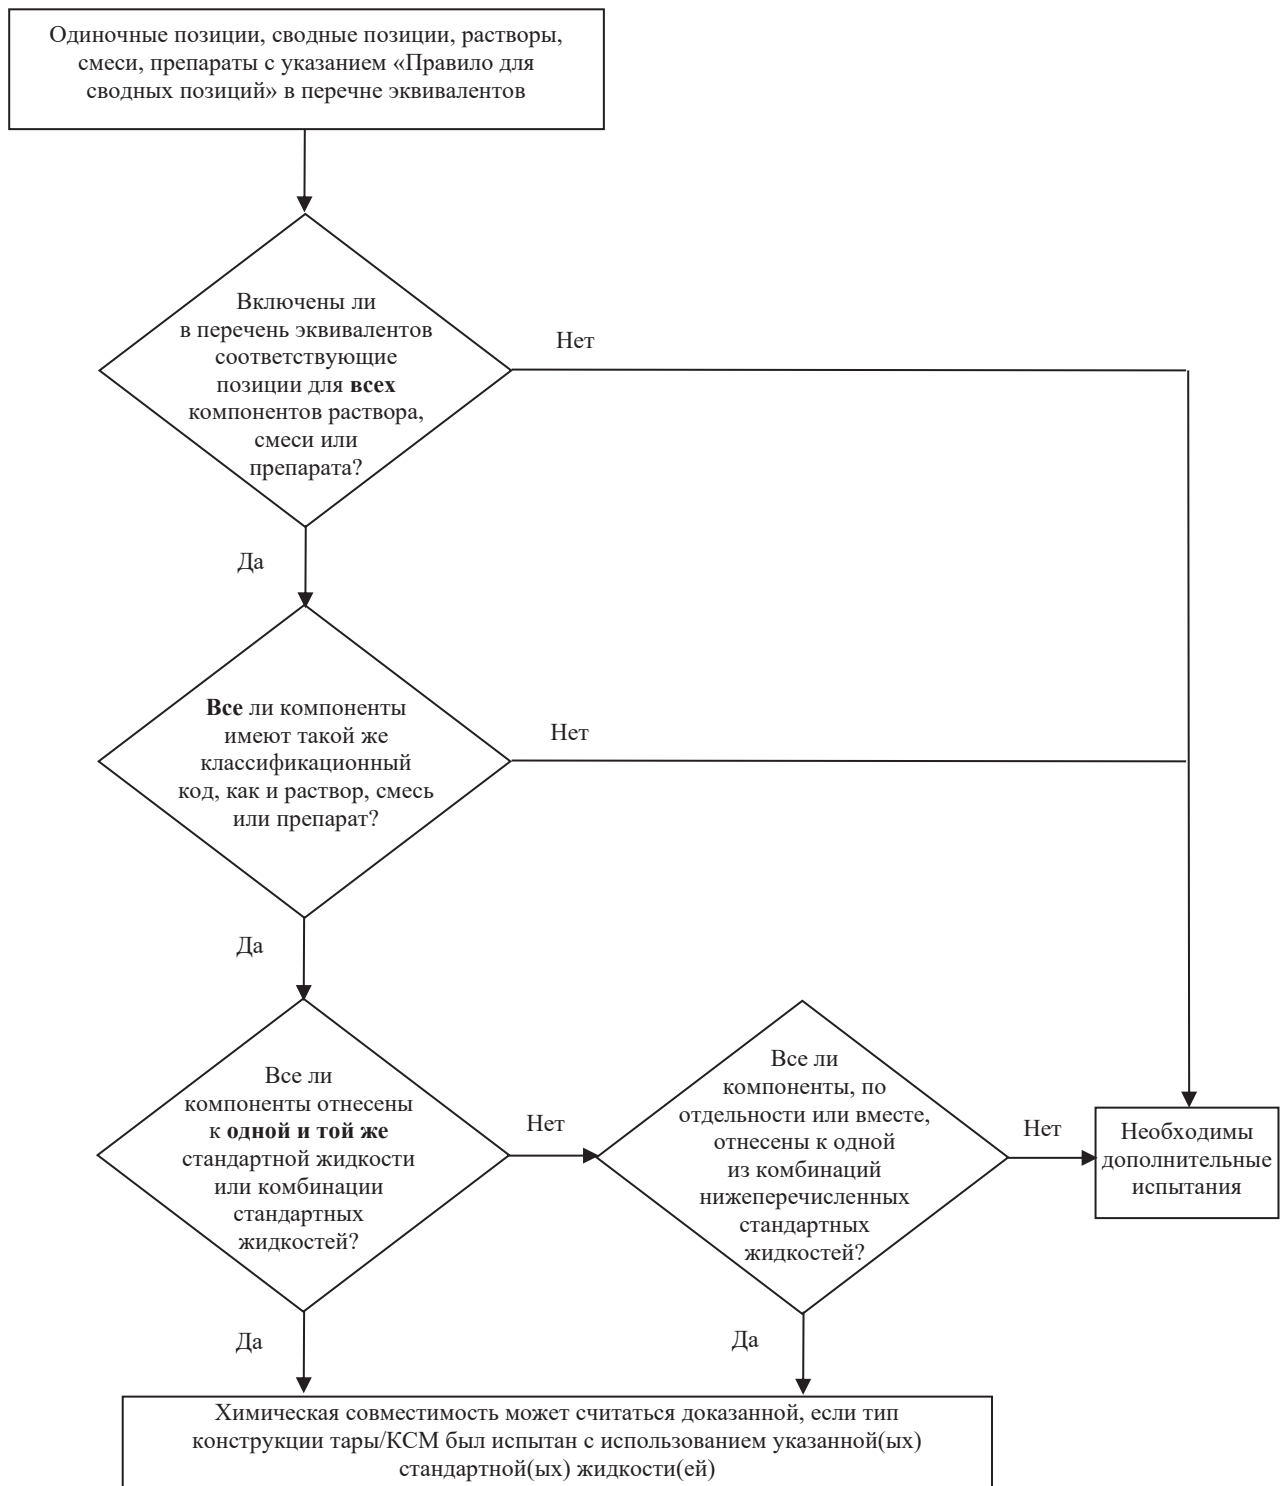 Одиночные позиции, сводные позиции, растворы,
смеси, препараты с указанием «Правило для
сводных позиций» в перечне эквивалентов
Включены ли
в перечень эквивалентов
соответствующие
позиции для всех
компонентов раствора,
смеси или
препарата?
Нет
Да
Все ли компоненты
имеют такой же
классификационный
код, как и раствор, смесь
или препарат?
Нет
Да
Все ли
компоненты отнесены
к одной и той же
стандартной жидкости
или комбинации
стандартных
жидкостей?
Нет
Все ли
компоненты, по
отдельности или вместе,
отнесены к одной
из комбинаций
нижеперечисленных
стандартных
жидкостей?
Нет
Необходимы
дополнительные
испытания
Да
Да
Химическая совместимость может считаться доказанной, если тип
конструкции тары/КСМ был испытан с использованием указанной(ых)
стандартной(ых) жидкости(ей)